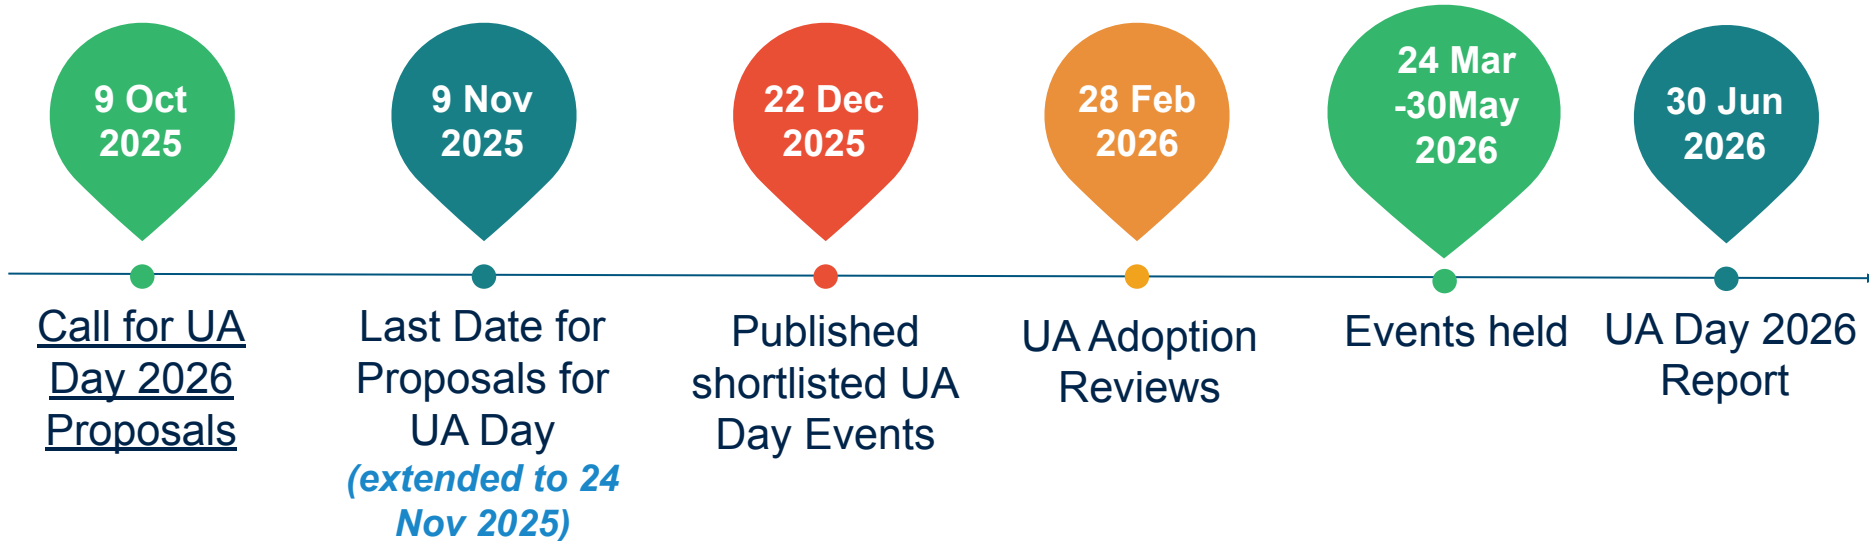 9 Oct
2025
9 Nov
2025
22 Dec
2025
28 Feb
2026
24 Mar
-30May
2026
30 Jun
2026
Call for UA
Day 2026
Proposals
Last Date for
Proposals for
UA Day
(extended to 24
Nov 2025)
Published
shortlisted UA
Day Events
UA Adoption
Reviews
Events held
UA Day 2026
Report